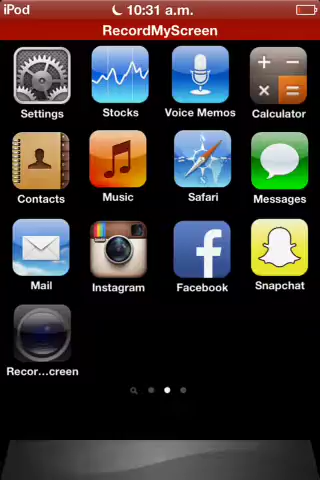 iPod 10:31 a.m.
RecordMyScreen
Settings Stocks Voice Memos Calculator
Contacts Music Safari Messages
Mail Instagram Facebook Snapchat
Recor...creen